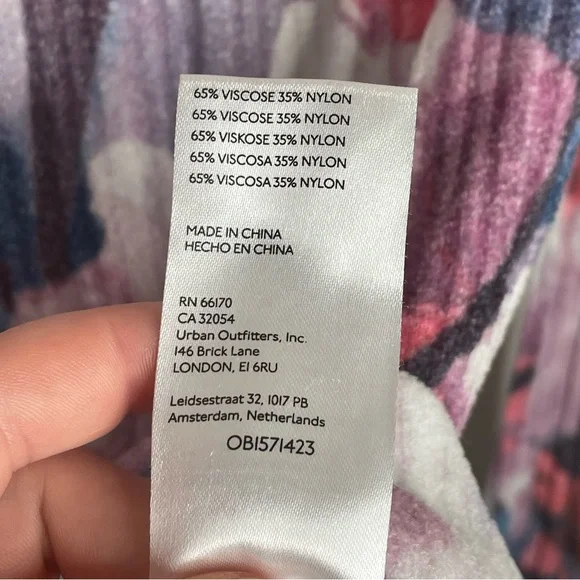 65% VISCOSE 35% NYLON
65% VISCOSE 35% NYLON
65% VISKOSE 35% NYLON
65% VISCOSA 35% NYLON
65% VISCOSA 35% NYLON
MADE IN CHINA
HECHO EN CHINA
RN 66170
CA 32054
Urban Outfitters, Inc.
146 Brick Lane
LONDON, E1 6RU
Leidsestraat 32, 1017 PB
Amsterdam, Netherlands
OB1571423